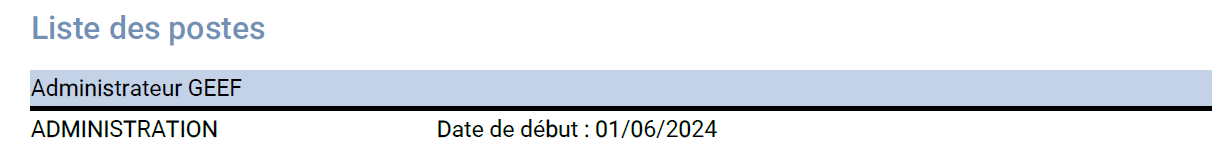 Liste des postes
Administrateur GEEF
ADMINISTRATION Date de début : 01/06/2024